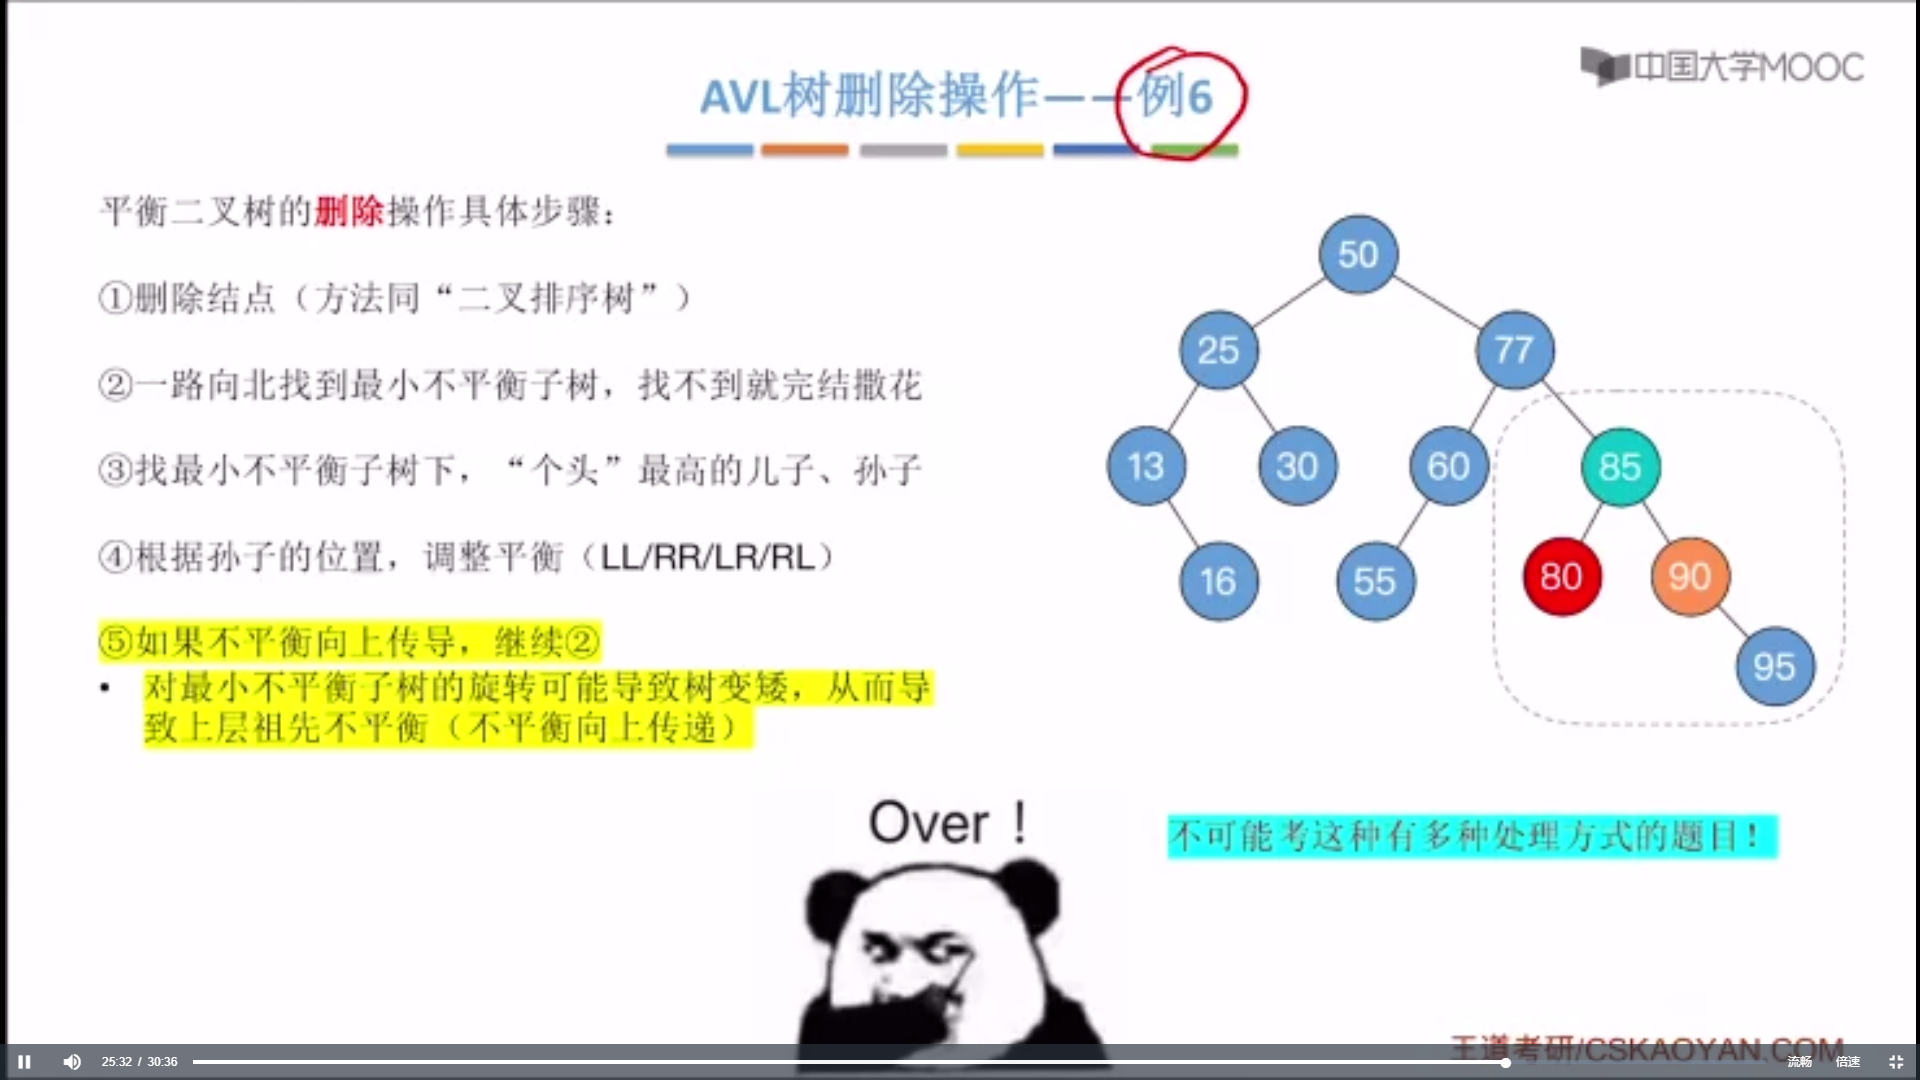 中国大学MOOC
AVL树删除操作——例6
平衡二叉树的删除操作具体步骤：
①删除结点（方法同“二叉排序树”）
②一路向北找到最小不平衡子树，找不到就完结撒花
③找最小不平衡子树下，“个头”最高的儿子、孙子
④根据孙子的位置，调整平衡（LL/RR/LR/RL）
⑤如果不平衡向上传导，继续②
• 对最小不平衡子树的旋转可能导致树变矮，从而导
致上层祖先不平衡（不平衡向上传递）
50
25 77
13 30 60 85
16 55 80 90
95
Over！
不可能考这种有多种处理方式的题目！
王道考研/CSKAOYAN.COM
25:32 / 30:36
流畅 倍速